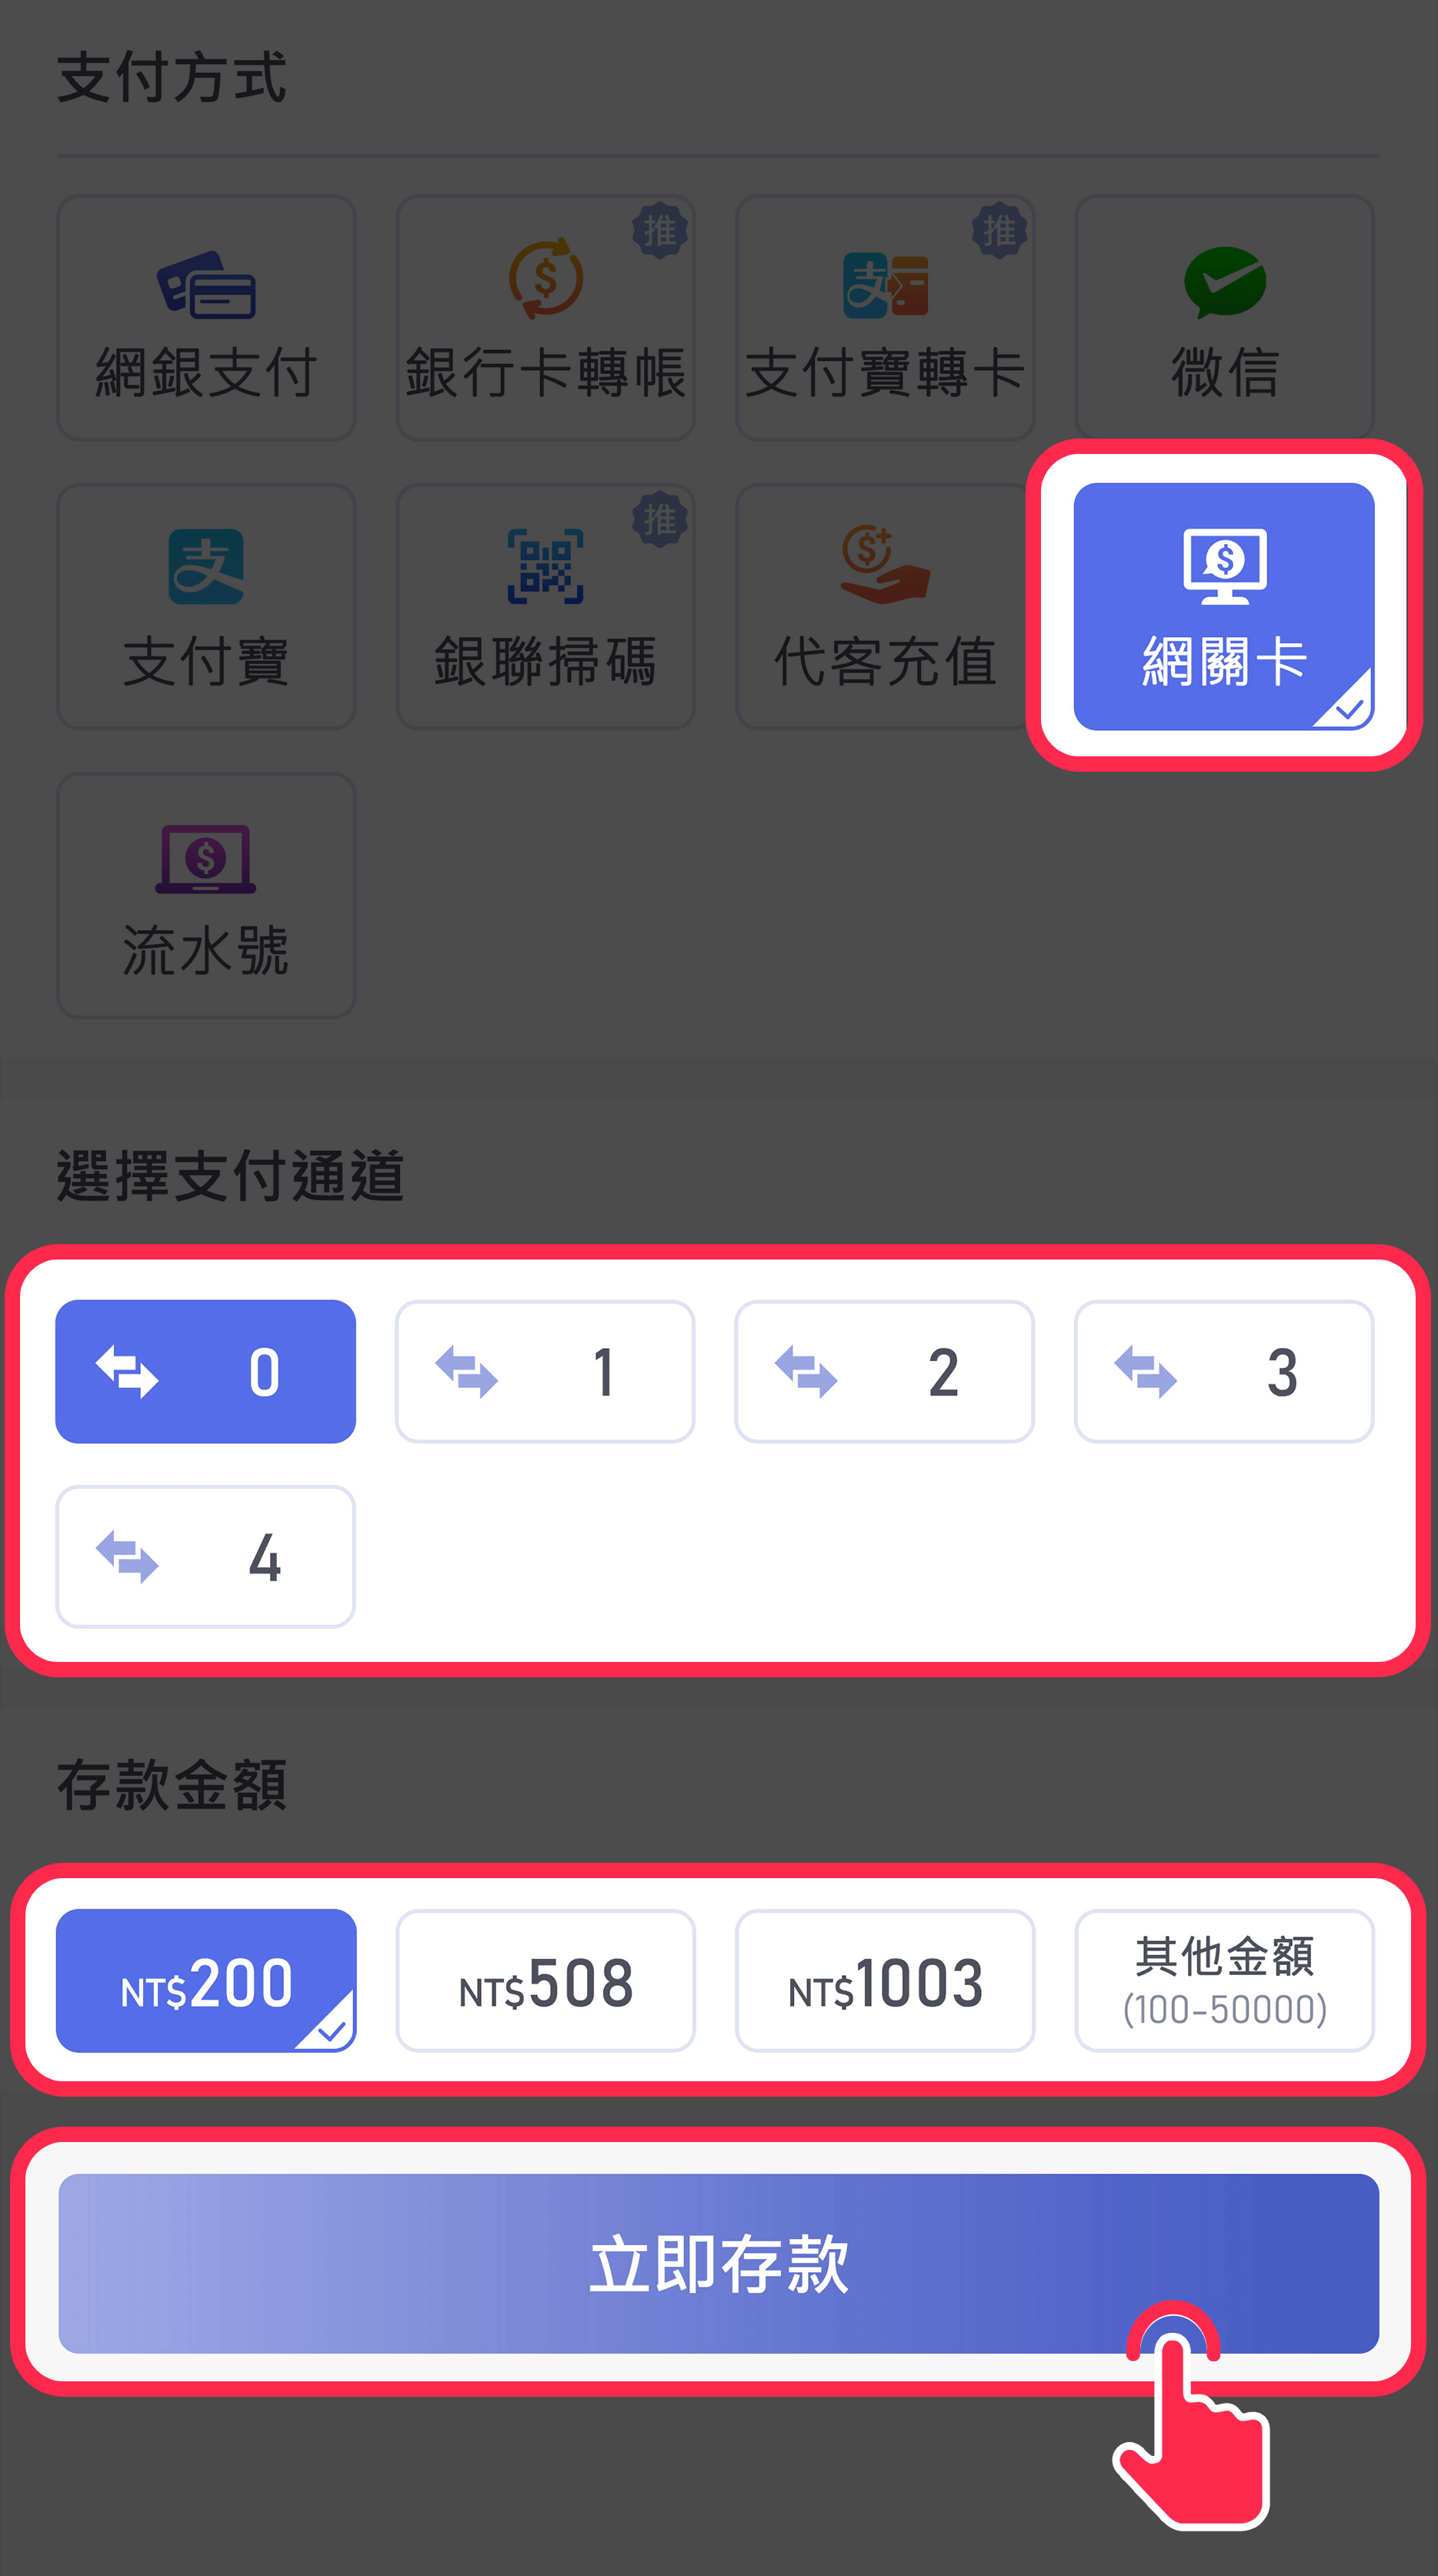 支付方式
推
推
網銀支付
銀行卡轉帳
支付寶轉卡
微信
推
支付寶
銀聯掃碼
代客充值
網關卡
流水號
選擇支付通道
0
1
2
3
4
存款金額
NT$200
NT$508
NT$1003
其他金額
(100-50000)
立即存款